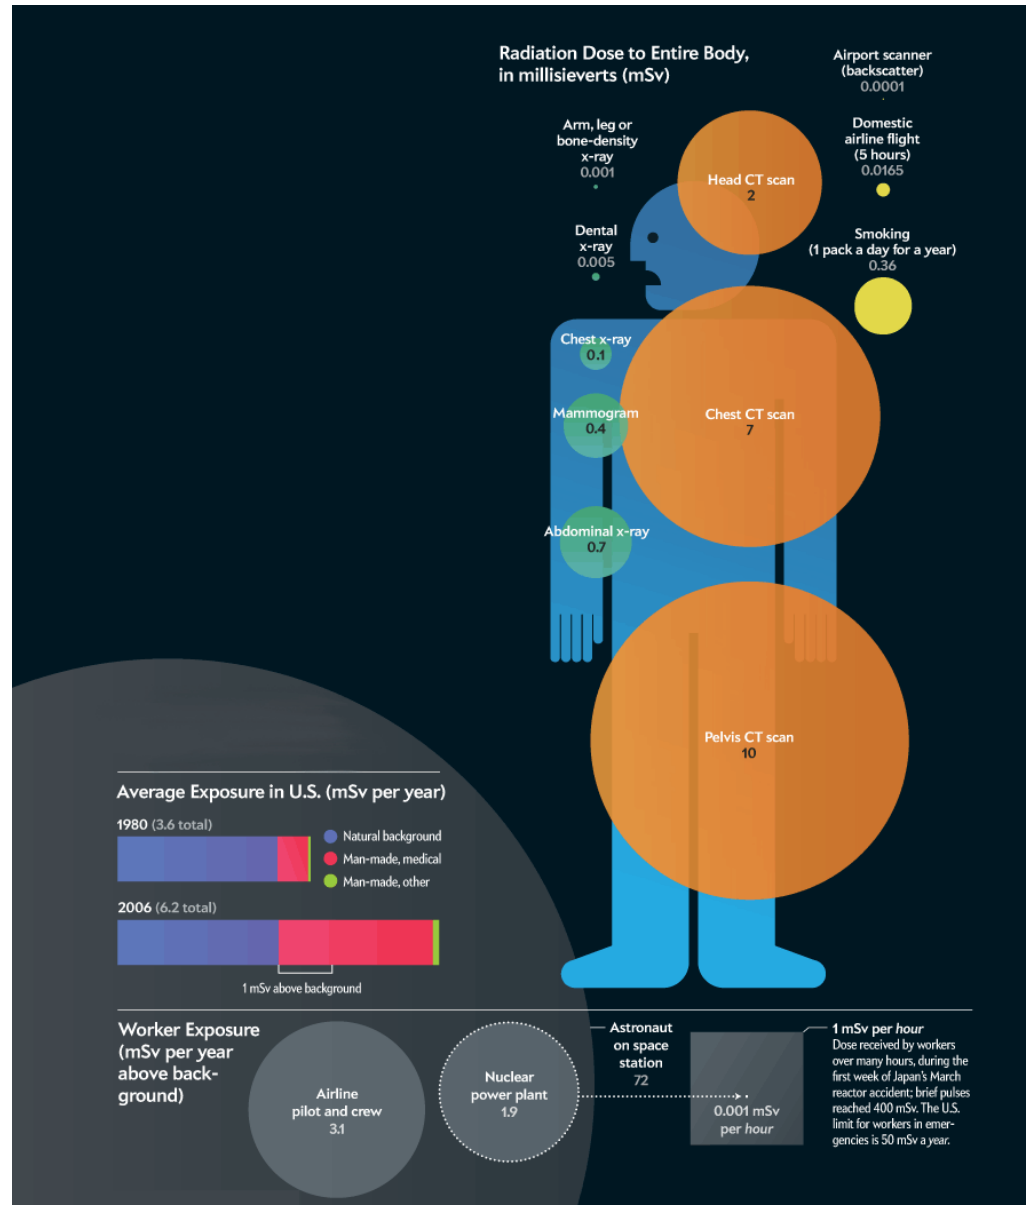 Radiation Dose to Entire Body,
in millisieverts (mSv)
Airport scanner
(backscatter)
0.0001
Arm, leg or
bone-density
x-ray
0.001
Domestic
airline flight
(5 hours)
0.0165
Head CT scan
2
Dental
x-ray
0.005
Smoking
(1 pack a day for a year)
0.36
Chest x-ray
0.1
Mammogram
0.4
Chest CT scan
7
Abdominal x-ray
0.7
Pelvis CT scan
10
Average Exposure in U.S. (mSv per year)
1980 (3.6 total)
Natural background
Man-made, medical
Man-made, other
2006 (6.2 total)
1 mSv above background
Worker Exposure
(mSv per year
above back-
ground)
Airline
pilot and crew
3.1
Nuclear
power plant
1.9
Astronaut
on space
station
72
0.001 mSv
per hour
1 mSv per hour
Dose received by workers
over many hours, during the
first week of Japan's March
reactor accident; brief pulses
reached 400 mSv. The U.S.
limit for workers in emer-
gencies is 50 mSv a year.